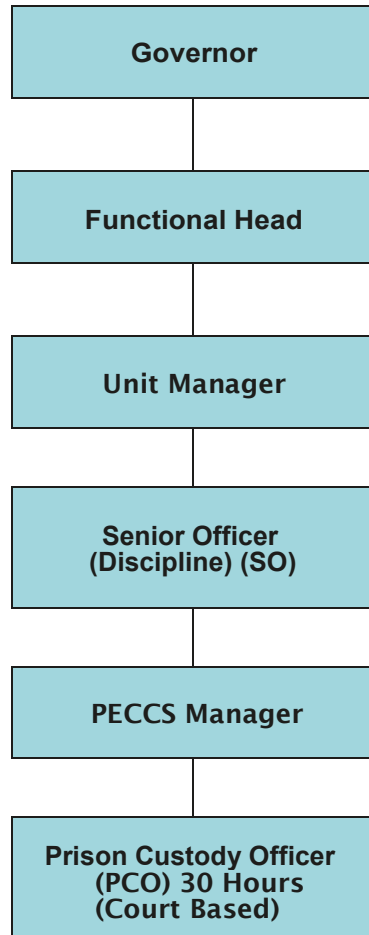 Governor
Functional Head
Unit Manager
Senior Officer
(Discipline) (SO)
PECCS Manager
Prison Custody Officer
(PCO) 30 Hours
(Court Based)